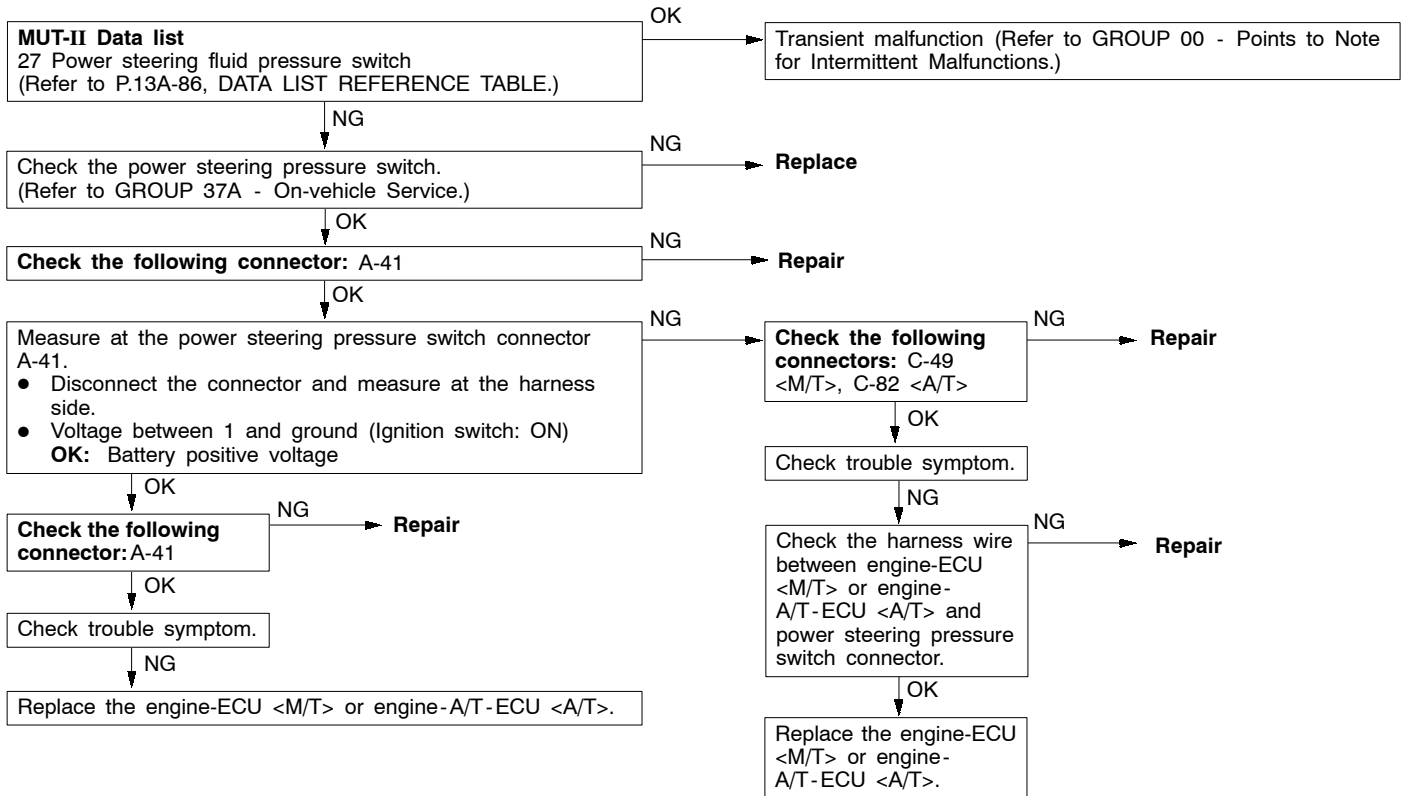 MUT-II Data list
27 Power steering fluid pressure switch
(Refer to P.13A-86, DATA LIST REFERENCE TABLE.)
OK
Transient malfunction (Refer to GROUP 00 - Points to Note
for Intermittent Malfunctions.)
NG
Check the power steering pressure switch.
(Refer to GROUP 37A - On-vehicle Service.)
NG
Replace
OK
Check the following connector: A-41
NG
Repair
OK
Measure at the power steering pressure switch connector
A-41.
● Disconnect the connector and measure at the harness
side.
● Voltage between 1 and ground (Ignition switch: ON)
OK: Battery positive voltage
NG
Check the following
connectors: C-49
<M/T>, C-82 <A/T>
NG
Repair
OK
Check trouble symptom.
NG
Check the harness wire
between engine-ECU
<M/T> or engine-
A/T-ECU <A/T> and
power steering pressure
switch connector.
NG
Repair
OK
Replace the engine-ECU
<M/T> or engine-
A/T-ECU <A/T>.
OK
Check the following
connector: A-41
NG
Repair
OK
Check trouble symptom.
NG
Replace the engine-ECU <M/T> or engine-A/T-ECU <A/T>.